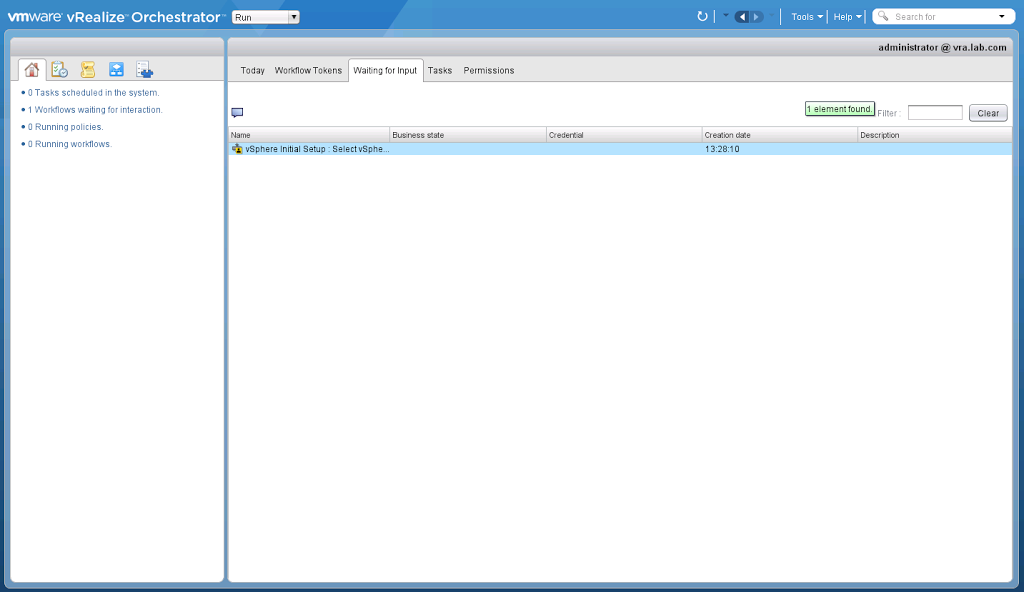 vmware® vRealize™ Orchestrator™ Run
Tools Help Search for
administrator @ vra.lab.com
Today Workflow Tokens Waiting for Input Tasks Permissions
0 Tasks scheduled in the system.
1 Workflows waiting for interaction.
0 Running policies.
0 Running workflows.
1 element found. Filter : Clear
Name Business state Credential Creation date Description
vSphere Initial Setup : Select vSphe... 13:28:10